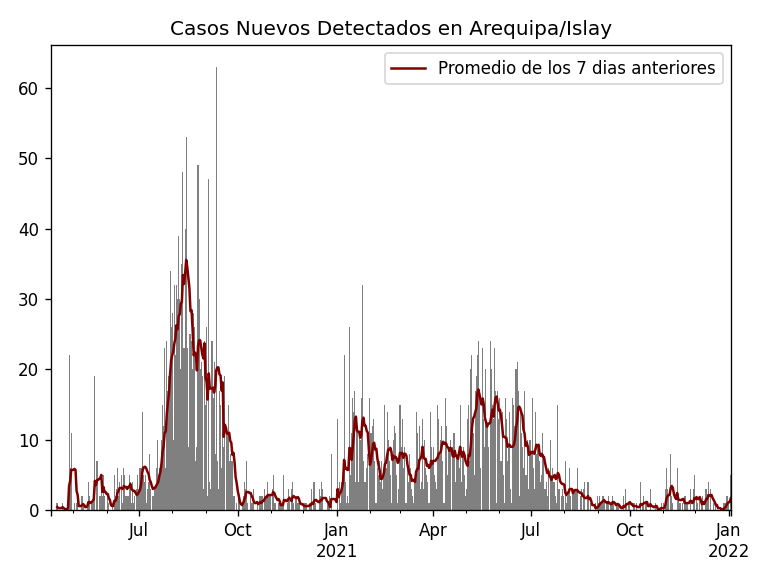 Casos Nuevos Detectados en Arequipa/Islay
Promedio de los 7 dias anteriores
60
50
40
30
20
10
0
Jul Oct Jan Apr Jul Oct Jan
2021 2022